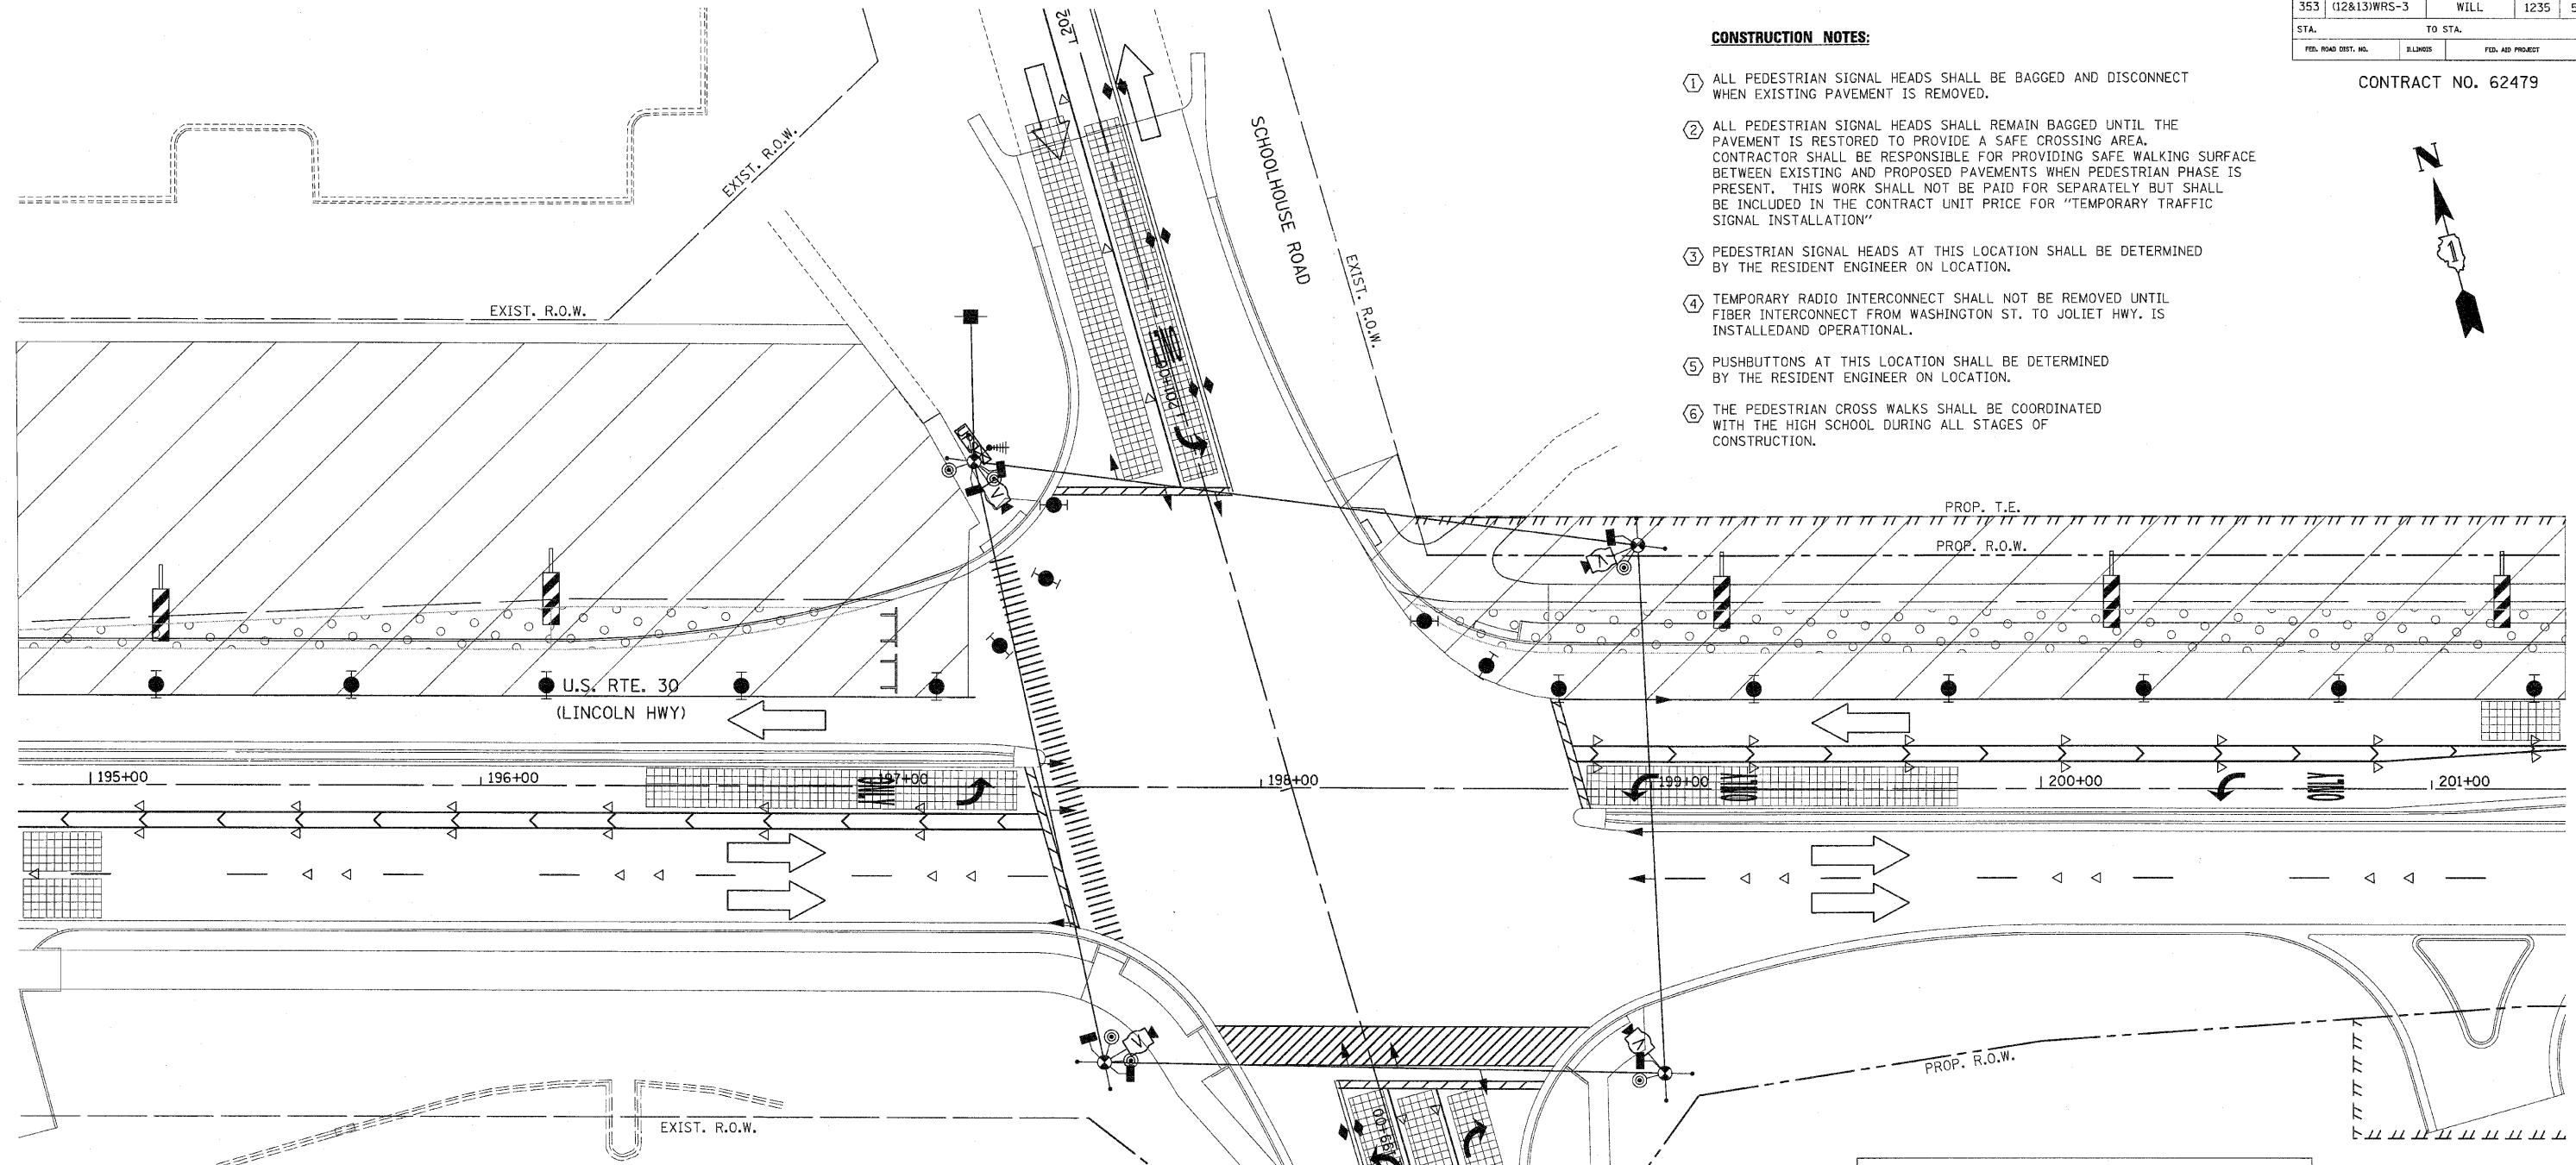 353 (12&13)WRS-3 WILL 1235 5
STA. TO STA.
FED. ROAD DIST. NO. ILLINOIS FED. AID PROJECT
CONTRACT NO. 62479
CONSTRUCTION NOTES:
1 ALL PEDESTRIAN SIGNAL HEADS SHALL BE BAGGED AND DISCONNECT
WHEN EXISTING PAVEMENT IS REMOVED.
2 ALL PEDESTRIAN SIGNAL HEADS SHALL REMAIN BAGGED UNTIL THE
PAVEMENT IS RESTORED TO PROVIDE A SAFE CROSSING AREA.
CONTRACTOR SHALL BE RESPONSIBLE FOR PROVIDING SAFE WALKING SURFACE
BETWEEN EXISTING AND PROPOSED PAVEMENTS WHEN PEDESTRIAN PHASE IS
PRESENT. THIS WORK SHALL NOT BE PAID FOR SEPARATELY BUT SHALL
BE INCLUDED IN THE CONTRACT UNIT PRICE FOR "TEMPORARY TRAFFIC
SIGNAL INSTALLATION"
3 PEDESTRIAN SIGNAL HEADS AT THIS LOCATION SHALL BE DETERMINED
BY THE RESIDENT ENGINEER ON LOCATION.
4 TEMPORARY RADIO INTERCONNECT SHALL NOT BE REMOVED UNTIL
FIBER INTERCONNECT FROM WASHINGTON ST. TO JOLIET HWY. IS
INSTALLEDAND OPERATIONAL.
5 PUSHBUTTONS AT THIS LOCATION SHALL BE DETERMINED
BY THE RESIDENT ENGINEER ON LOCATION.
6 THE PEDESTRIAN CROSS WALKS SHALL BE COORDINATED
WITH THE HIGH SCHOOL DURING ALL STAGES OF
CONSTRUCTION.
N
1
202
SCHOOLHOUSE ROAD
EXIST. R.O.W.
EXIST. R.O.W.
EXIST. R.O.W.
201+00
ONLY
V
PROP. T.E.
PROP. R.O.W.
V
U.S. RTE. 30
(LINCOLN HWY)
195+00
196+00
197+00
ONLY
198+00
199+00
ONLY
200+00
ONLY
201+00
V
V
199+00
PROP. R.O.W.
EXIST. R.O.W.